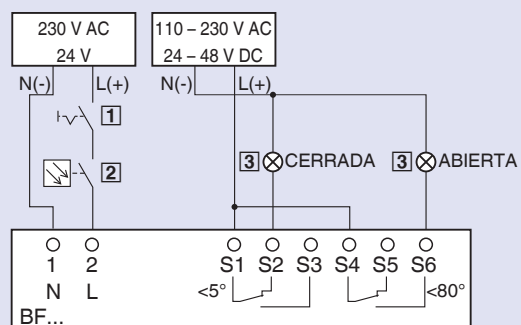 230 V AC
24 V
110 – 230 V AC
24 – 48 V DC
N(-) L(+) N(-) L(+)
1
2
3 CERRADA 3 ABIERTA
1 2 S1 S2 S3 S4 S5 S6
N L <5° <80°
BF...